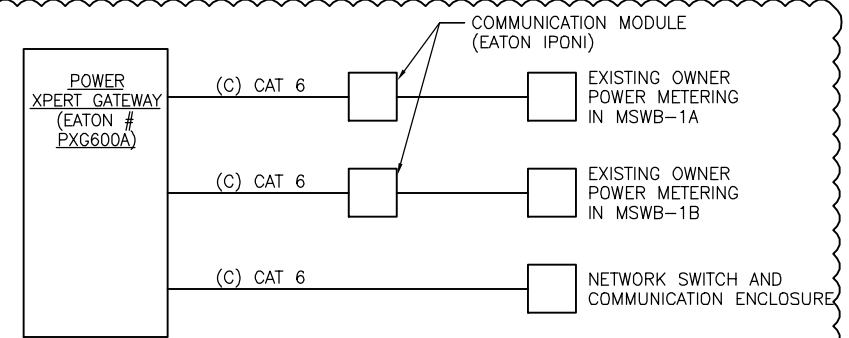 COMMUNICATION MODULE
(EATON IPONI)
POWER
XPERT GATEWAY
(EATON #
PXG600A)
(C) CAT 6
EXISTING OWNER
POWER METERING
IN MSWB-1A
(C) CAT 6
EXISTING OWNER
POWER METERING
IN MSWB-1B
(C) CAT 6
NETWORK SWITCH AND
COMMUNICATION ENCLOSURE